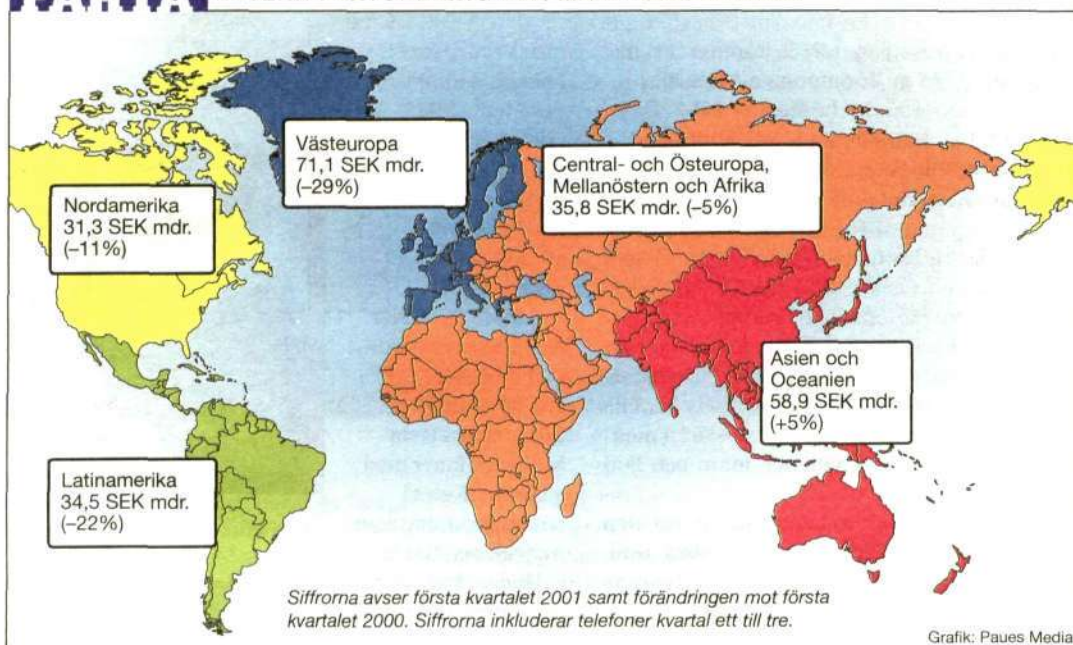 Västeuropa
71,1 SEK mdr.
(–29%)
Central- och Östeuropa,
Mellanöstern och Afrika
35,8 SEK mdr. (–5%)
Nordamerika
31,3 SEK mdr.
(–11%)
Asien och
Oceanien
58,9 SEK mdr.
(+5%)
Latinamerika
34,5 SEK mdr.
(–22%)
Siffrorna avser första kvartalet 2001 samt förändringen mot första
kvartalet 2000. Siffrorna inkluderar telefoner kvartal ett till tre.
Grafik: Paues Media